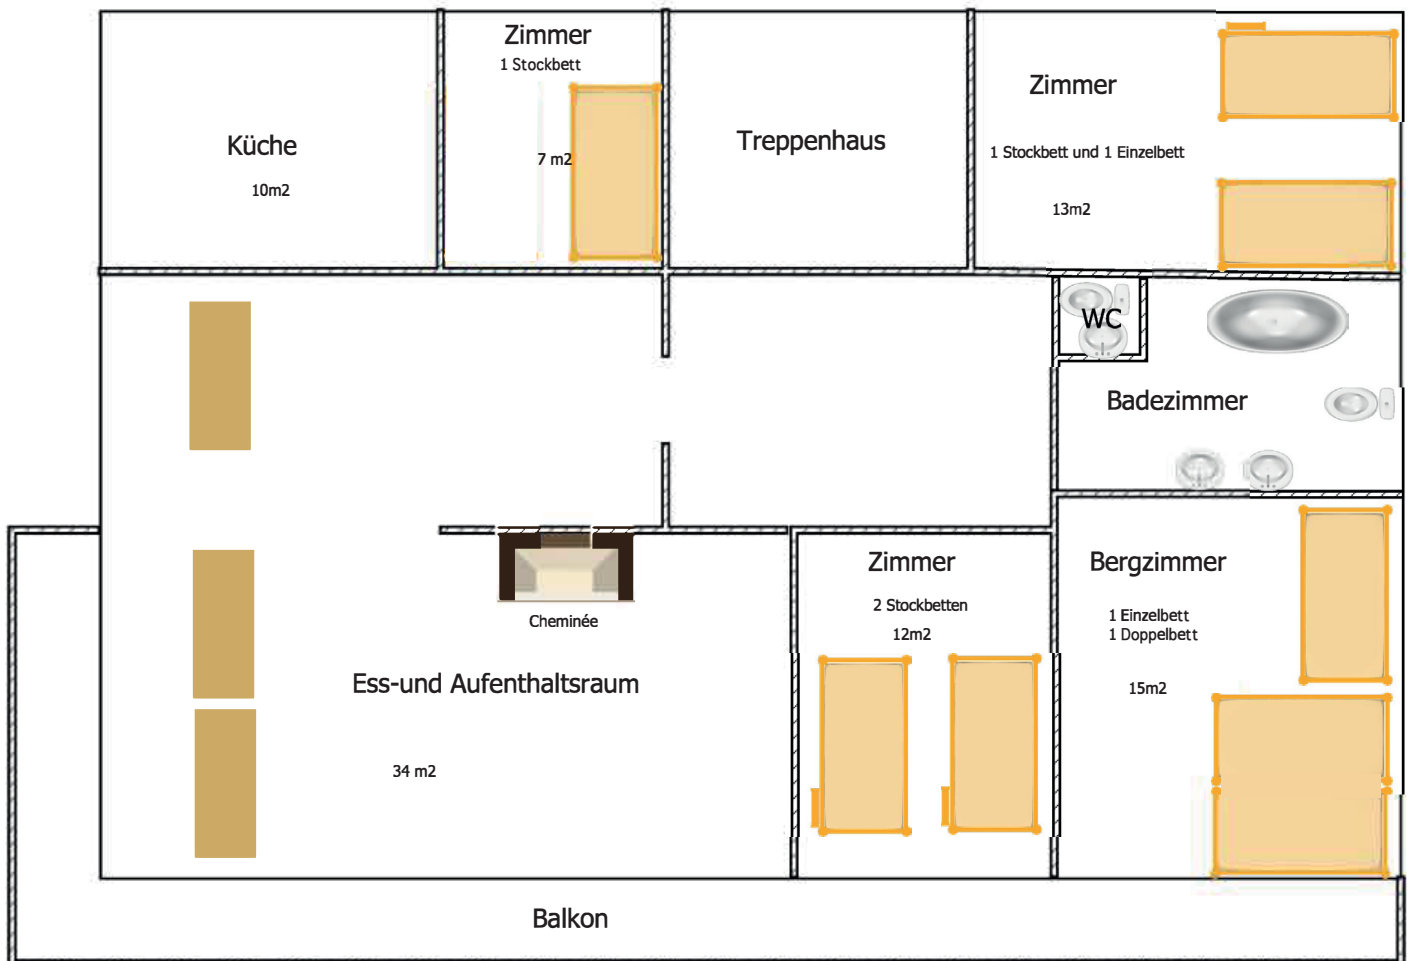 Zimmer
1 Stockbett
7 m2
Küche
10m2
Treppenhaus
Zimmer
1 Stockbett und 1 Einzelbett
13m2
WC
Badezimmer
Cheminée
Ess-und Aufenthaltsraum
34 m2
Zimmer
2 Stockbetten
12m2
Bergzimmer
1 Einzelbett
1 Doppelbett
15m2
Balkon